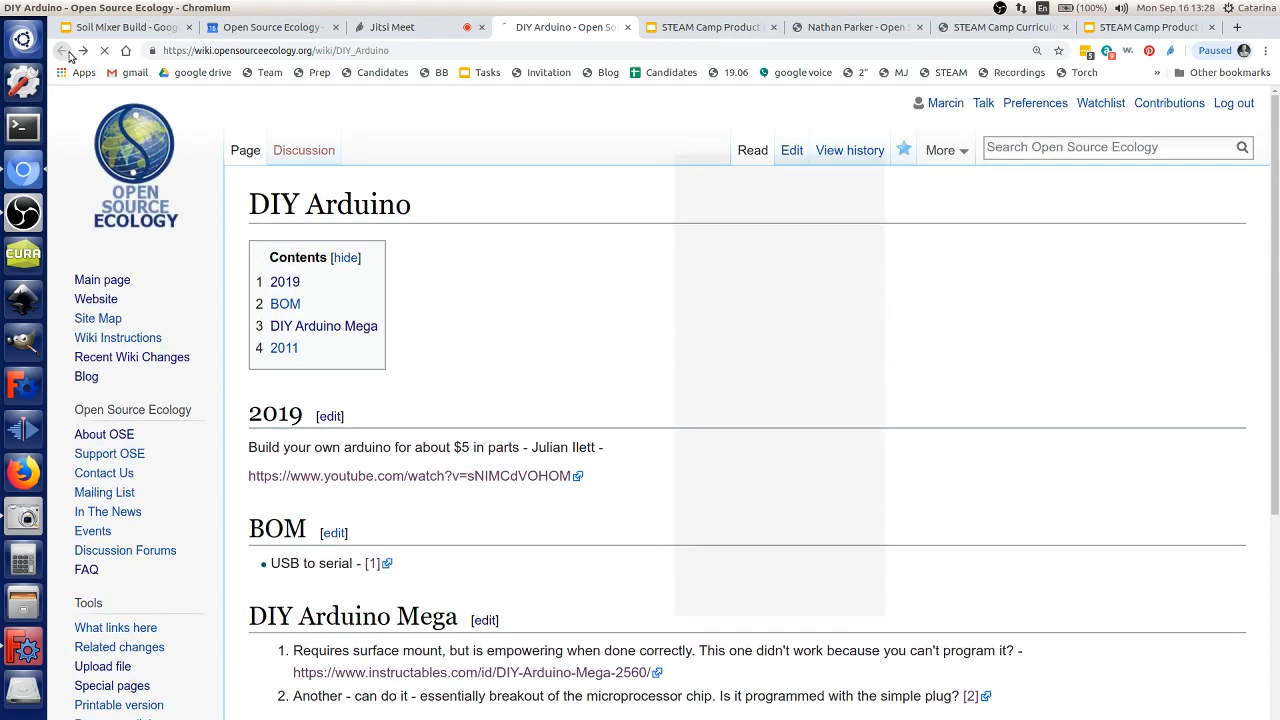 DIY Arduino - Open Source Ecology - Chromium
En (100%) Mon Sep 16 13:28 Catarina
Soil Mixer Build - Goog
Open Source Ecology -
Jitsi Meet
DIY Arduino - Open So
STEAM Camp Product
Nathan Parker - Open S
STEAM Camp Curricul
STEAM Camp Product
https://wiki.opensourceecology.org/wiki/DIY_Arduino
Paused
Apps gmail google drive Team Prep Candidates BB Tasks Invitation Blog Candidates 19.06 google voice 2" MJ STEAM Recordings Torch » Other bookmarks
Marcin Talk Preferences Watchlist Contributions Log out
Page Discussion Read Edit View history More Search Open Source Ecology
OPEN
SOURCE
ECOLOGY
CURA
Main page
Website
Site Map
Wiki Instructions
Recent Wiki Changes
Blog
Open Source Ecology
About OSE
Support OSE
Contact Us
Mailing List
In The News
Events
Discussion Forums
FAQ
Tools
What links here
Related changes
Upload file
Special pages
Printable version
DIY Arduino
Contents [hide]
1 2019
2 BOM
3 DIY Arduino Mega
4 2011
2019 [edit]
Build your own arduino for about $5 in parts - Julian Ilett -
https://www.youtube.com/watch?v=sNIMCdVOHOM
BOM [edit]
• USB to serial - [1]
DIY Arduino Mega [edit]
1. Requires surface mount, but is empowering when done correctly. This one didn't work because you can't program it? -
https://www.instructables.com/id/DIY-Arduino-Mega-2560/
2. Another - can do it - essentially breakout of the microprocessor chip. Is it programmed with the simple plug? [2]